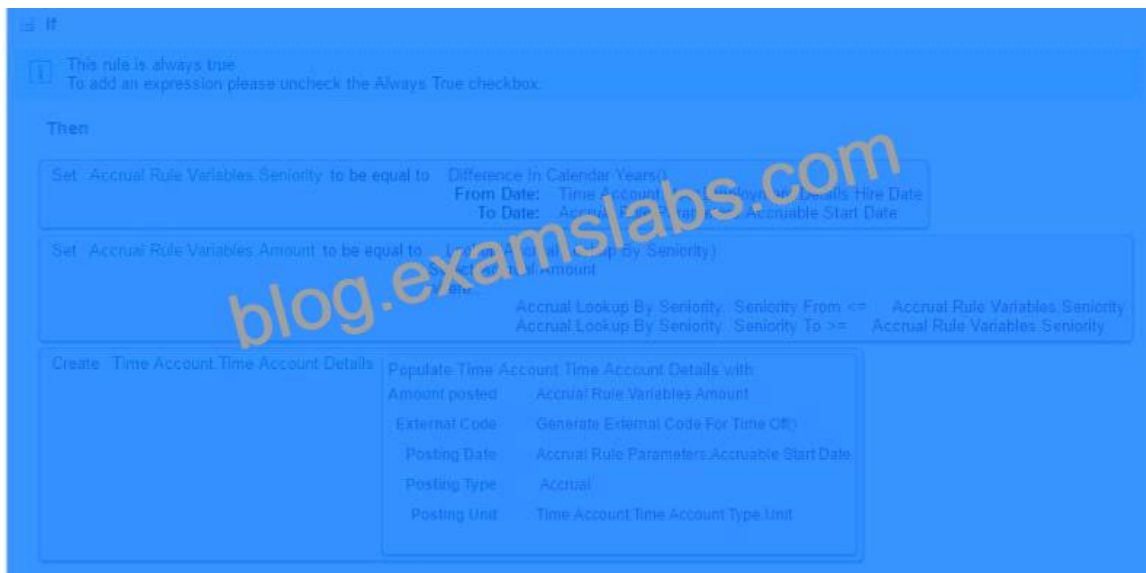 If
This rule is always true
To add an expression please uncheck the Always True checkbox.
Then
Set Accrual Rule Variables.Seniority to be equal to Difference In Calendar Years()
From Date: Time Account Details.Hire Date
To Date: Accrual Rule Accruable Start Date
Set Accrual Rule Variables.Amount to be equal to By Seniority)
Amount
Accrual Lookup By Seniority. Seniority From <= Accrual Rule Variables.Seniority
Accrual Lookup By Seniority. Seniority To >= Accrual Rule Variables.Seniority
blog.examslabs.com
Create Time Account.Time Account Details
Populate Time Account.Time Account Details with:
Amount posted Accrual Rule Variables.Amount
External Code Generate External Code For Time Off()
Posting Date Accrual Rule Parameters.Accruable Start Date
Posting Type Accrual
Posting Unit Time Account.Time Account Type.Unit